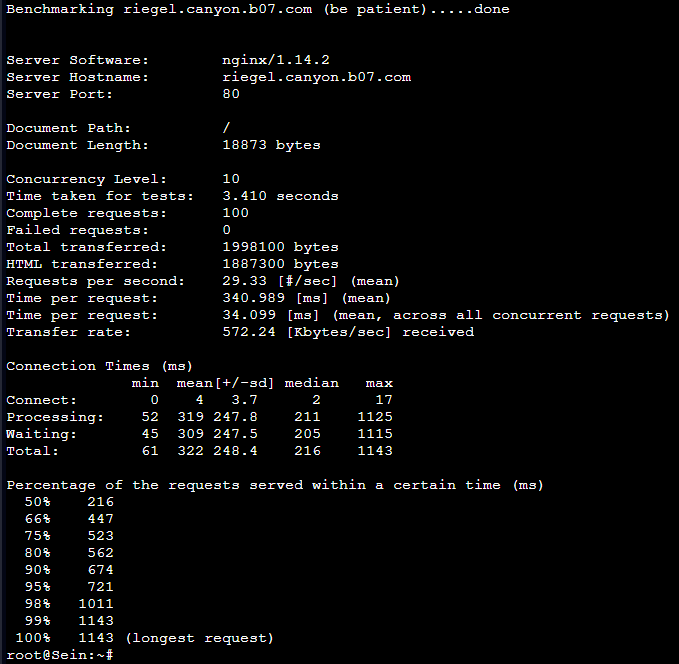 Benchmarking riegel.canyon.b07.com (be patient).....done
Server Software:        nginx/1.14.2
Server Hostname:        riegel.canyon.b07.com
Server Port:            80
Document Path:          /
Document Length:        18873 bytes
Concurrency Level:      10
Time taken for tests:   3.410 seconds
Complete requests:      100
Failed requests:        0
Total transferred:      1998100 bytes
HTML transferred:       1887300 bytes
Requests per second:    29.33 [#/sec] (mean)
Time per request:       340.989 [ms] (mean)
Time per request:       34.099 [ms] (mean, across all concurrent requests)
Transfer rate:          572.24 [Kbytes/sec] received
Connection Times (ms)
              min  mean[+/-sd] median   max
Connect:        0    4   3.7      2      17
Processing:    52  319 247.8    211    1125
Waiting:       45  309 247.5    205    1115
Total:         61  322 248.4    216    1143
Percentage of the requests served within a certain time (ms)
  50%    216
  66%    447
  75%    523
  80%    562
  90%    674
  95%    721
  98%   1011
  99%   1143
 100%   1143 (longest request)
root@Sein:~#